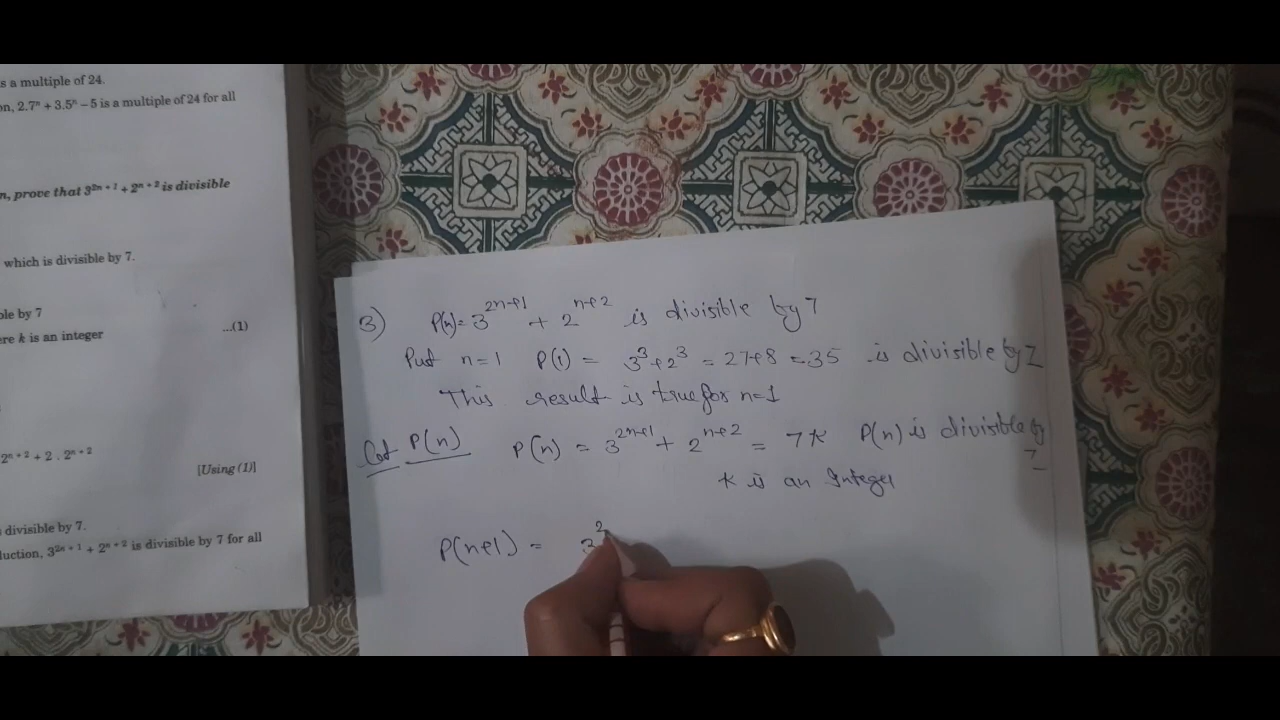 s a multiple of 24.
on, 2.7ⁿ + 3.5ⁿ – 5 is a multiple of 24 for all
n, prove that 3²ⁿ⁺¹ + 2ⁿ⁺² is divisible
which is divisible by 7.
ble by 7
ere k is an integer ...(1)
2ⁿ⁺² + 2 . 2ⁿ⁺²
[Using (1)]
divisible by 7.
luction, 3²ⁿ⁺¹ + 2ⁿ⁺² is divisible by 7 for all
3) P(n)= 3²ⁿ⁺¹ + 2ⁿ⁺² is divisible by 7
Put n=1 P(1) = 3³+2³ = 27+8 = 35 is divisible by 7
This result is true for n=1
Let P(n) P(n) = 3²ⁿ⁺¹ + 2ⁿ⁺² = 7k P(n) is divisible by
7
k is an Integer
P(n+1) = 3²